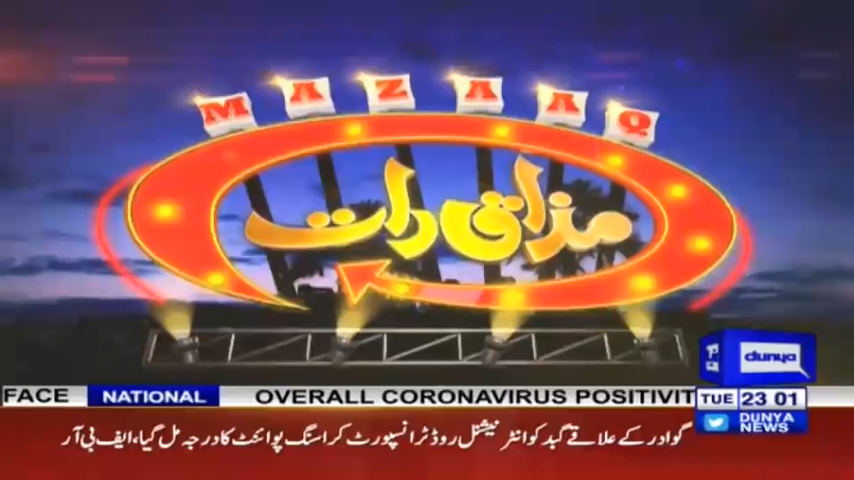 MAZAAQ
مذاق رات
dunya
FACE NATIONAL OVERALL CORONAVIRUS POSITIVIT TUE 23 01
گوادر کے علاقے گبد کو انٹرنیشنل روڈ ٹرانسپورٹ کراسنگ پوائنٹ کا درجہ مل گیا، ایف بی آر
DUNYA
NEWS